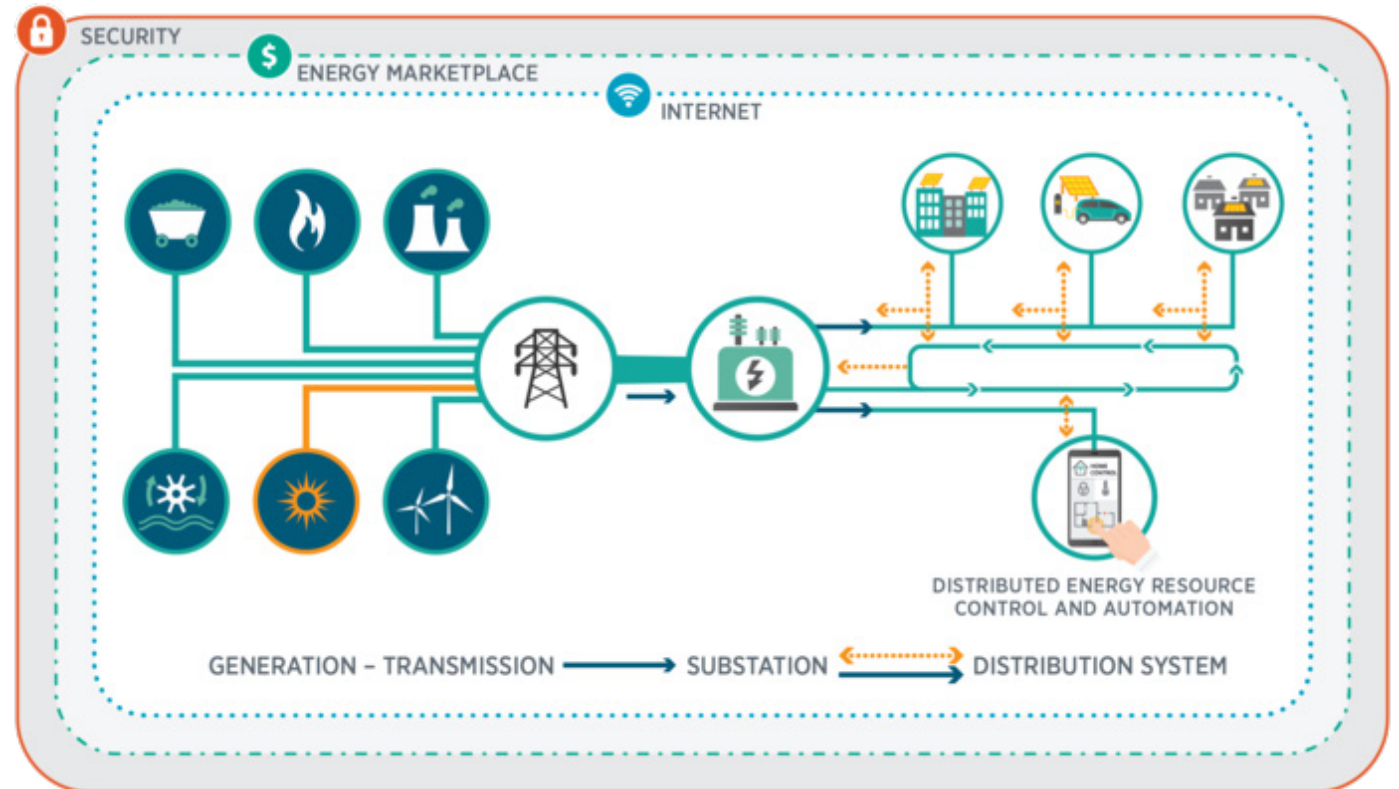 SECURITY
$
ENERGY MARKETPLACE
INTERNET
HOME
CONTROL
DISTRIBUTED ENERGY RESOURCE
CONTROL AND AUTOMATION
GENERATION – TRANSMISSION SUBSTATION DISTRIBUTION SYSTEM